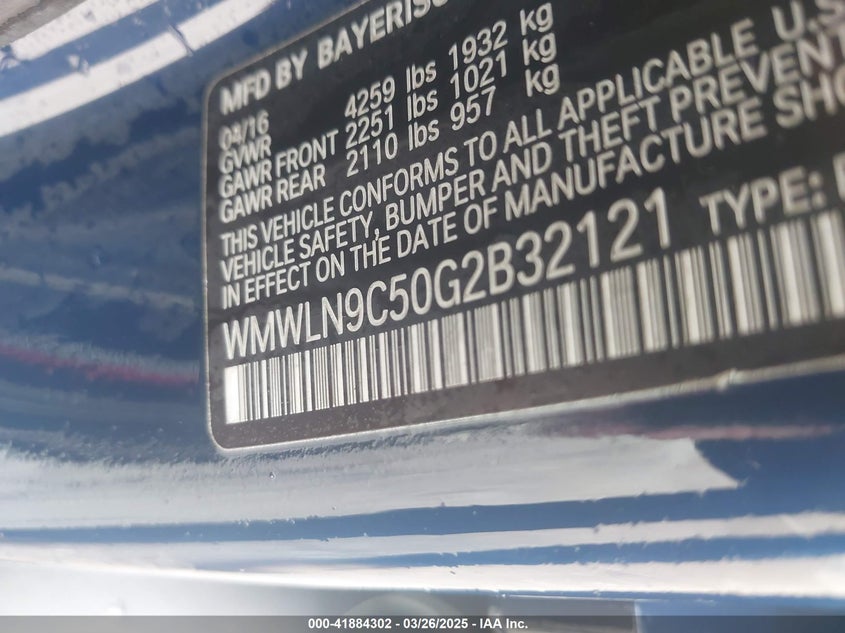 MFD BY BAYERISC
04/16
GVWR 4259 lbs 1932 kg
GAWR FRONT 2251 lbs 1021 kg
GAWR REAR 2110 lbs 957 kg
THIS VEHICLE CONFORMS TO ALL APPLICABLE U.S
VEHICLE SAFETY, BUMPER AND THEFT PREVENT
IN EFFECT ON THE DATE OF MANUFACTURE SHO
WMWLN9C50G2B32121 TYPE:
000-41884302 - 03/26/2025 - IAA Inc.